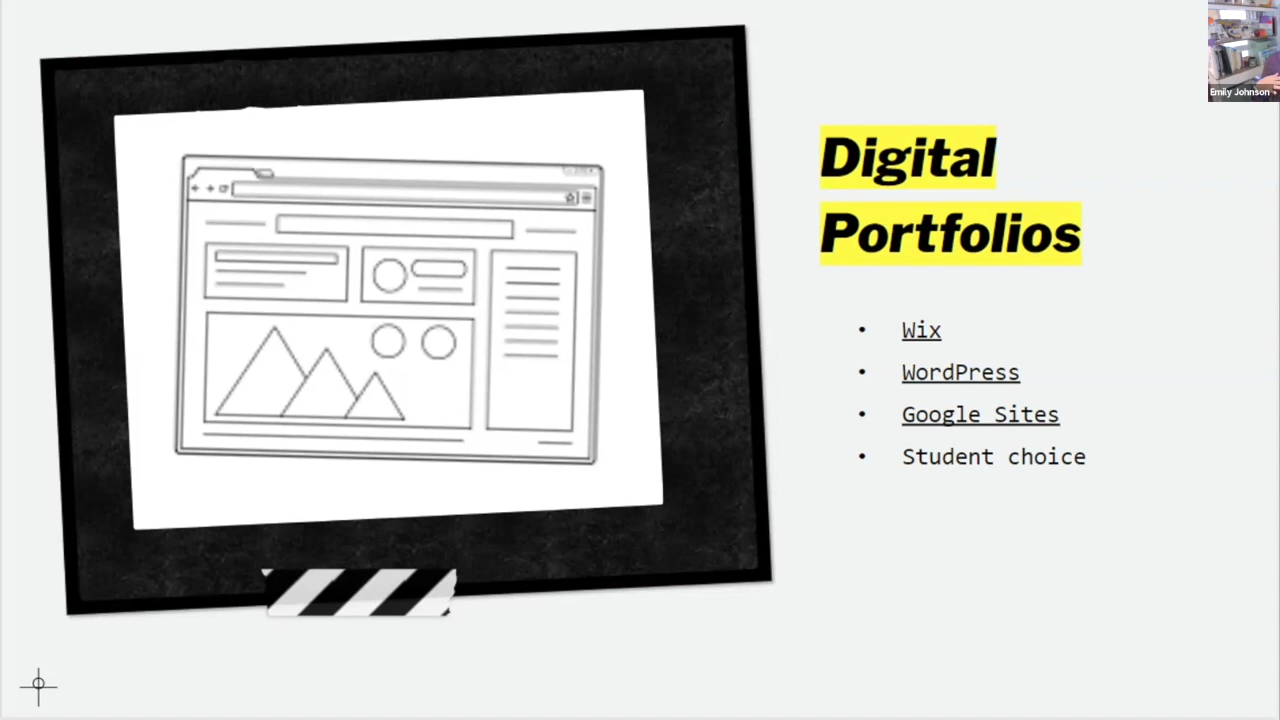 Emily Johnson
Digital
Portfolios
• Wix
• WordPress
• Google Sites
• Student choice